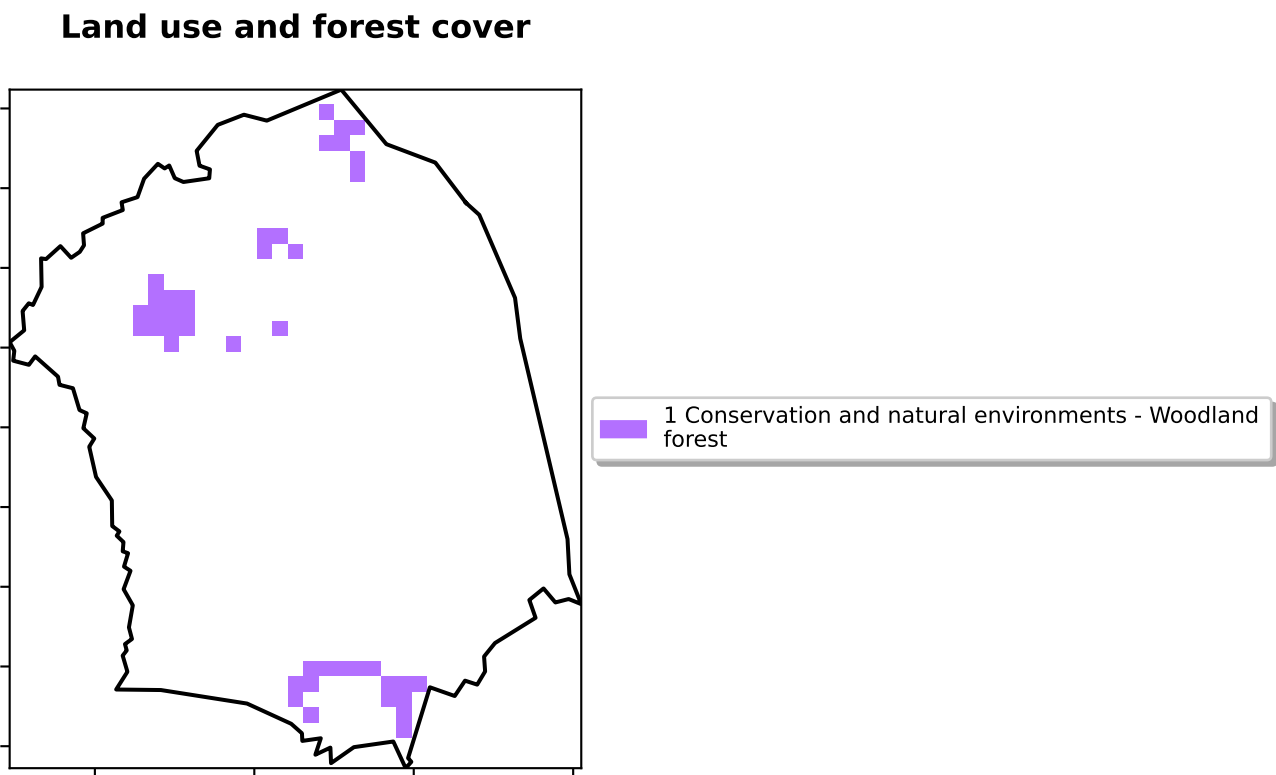 Land use and forest cover
1 Conservation and natural environments - Woodland
forest